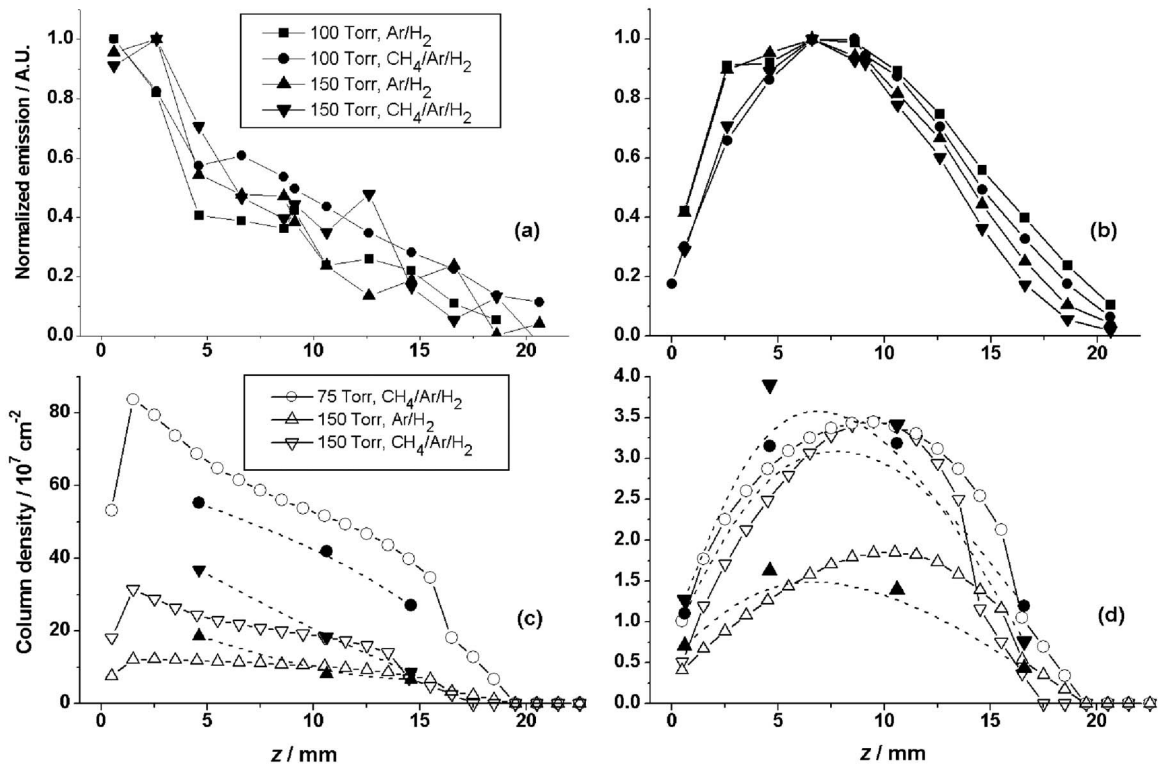 Normalized emission / A.U.
1.0
0.8
0.6
0.4
0.2
0.0
100 Torr, Ar/H2
100 Torr, CH4/Ar/H2
150 Torr, Ar/H2
150 Torr, CH4/Ar/H2
(a)
0 5 10 15 20
1.0
0.8
0.6
0.4
0.2
0.0
(b)
0 5 10 15 20
Column density / 10^7 cm^-2
80
60
40
20
0
75 Torr, CH4/Ar/H2
150 Torr, Ar/H2
150 Torr, CH4/Ar/H2
(c)
0 5 10 15 20
z / mm
4.0
3.5
3.0
2.5
2.0
1.5
1.0
0.5
0.0
(d)
0 5 10 15 20
z / mm